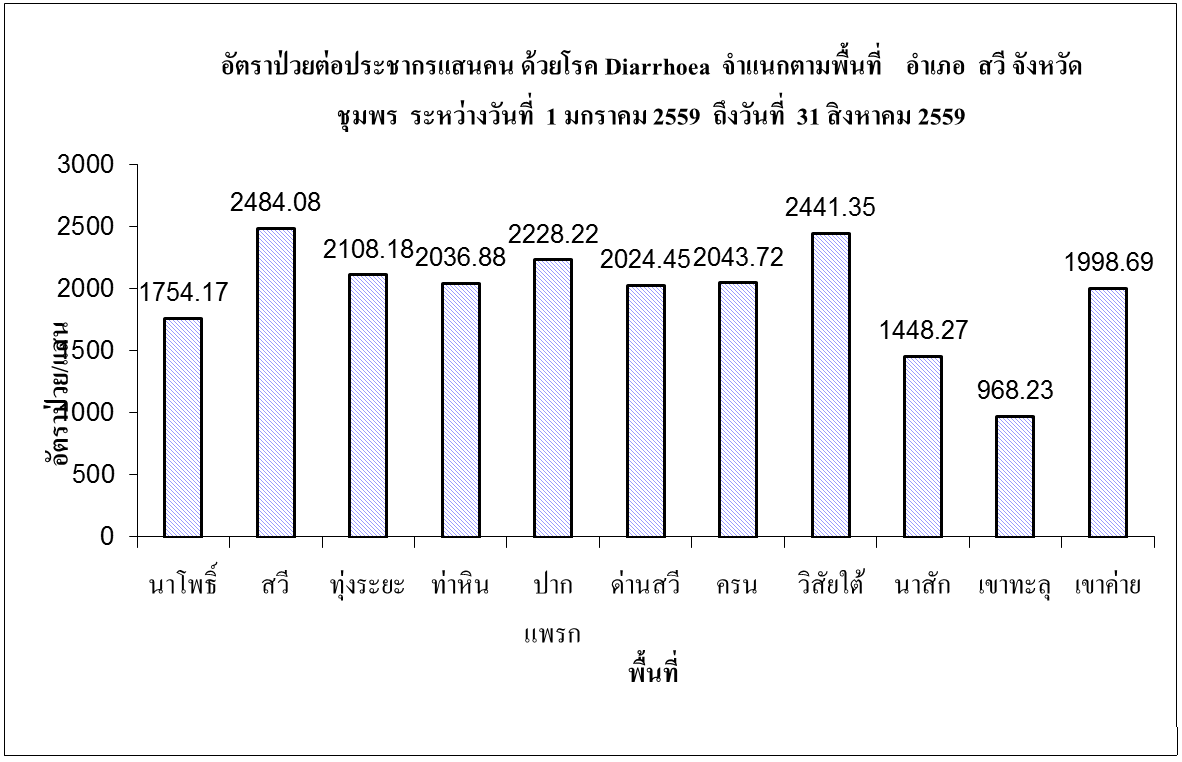 อัตราป่วยต่อประชากรแสนคน ด้วยโรค Diarrhoea จำแนกตามพื้นที่ อำเภอ สวี จังหวัด
ชุมพร ระหว่างวันที่ 1 มกราคม 2559 ถึงวันที่ 31 สิงหาคม 2559
อัตราป่วย/แสน
3000
2500
2000
1500
1000
500
0
1754.17
2484.08
2108.18
2036.88
2228.22
2024.45
2043.72
2441.35
1448.27
968.23
1998.69
นาโพธิ์
สวี
ทุ่งระยะ
ท่าหิน
ปาก
แพรก
ด่านสวี
ครน
วิสัยใต้
นาสัก
เขาทะลุ
เขาค่าย
พื้นที่